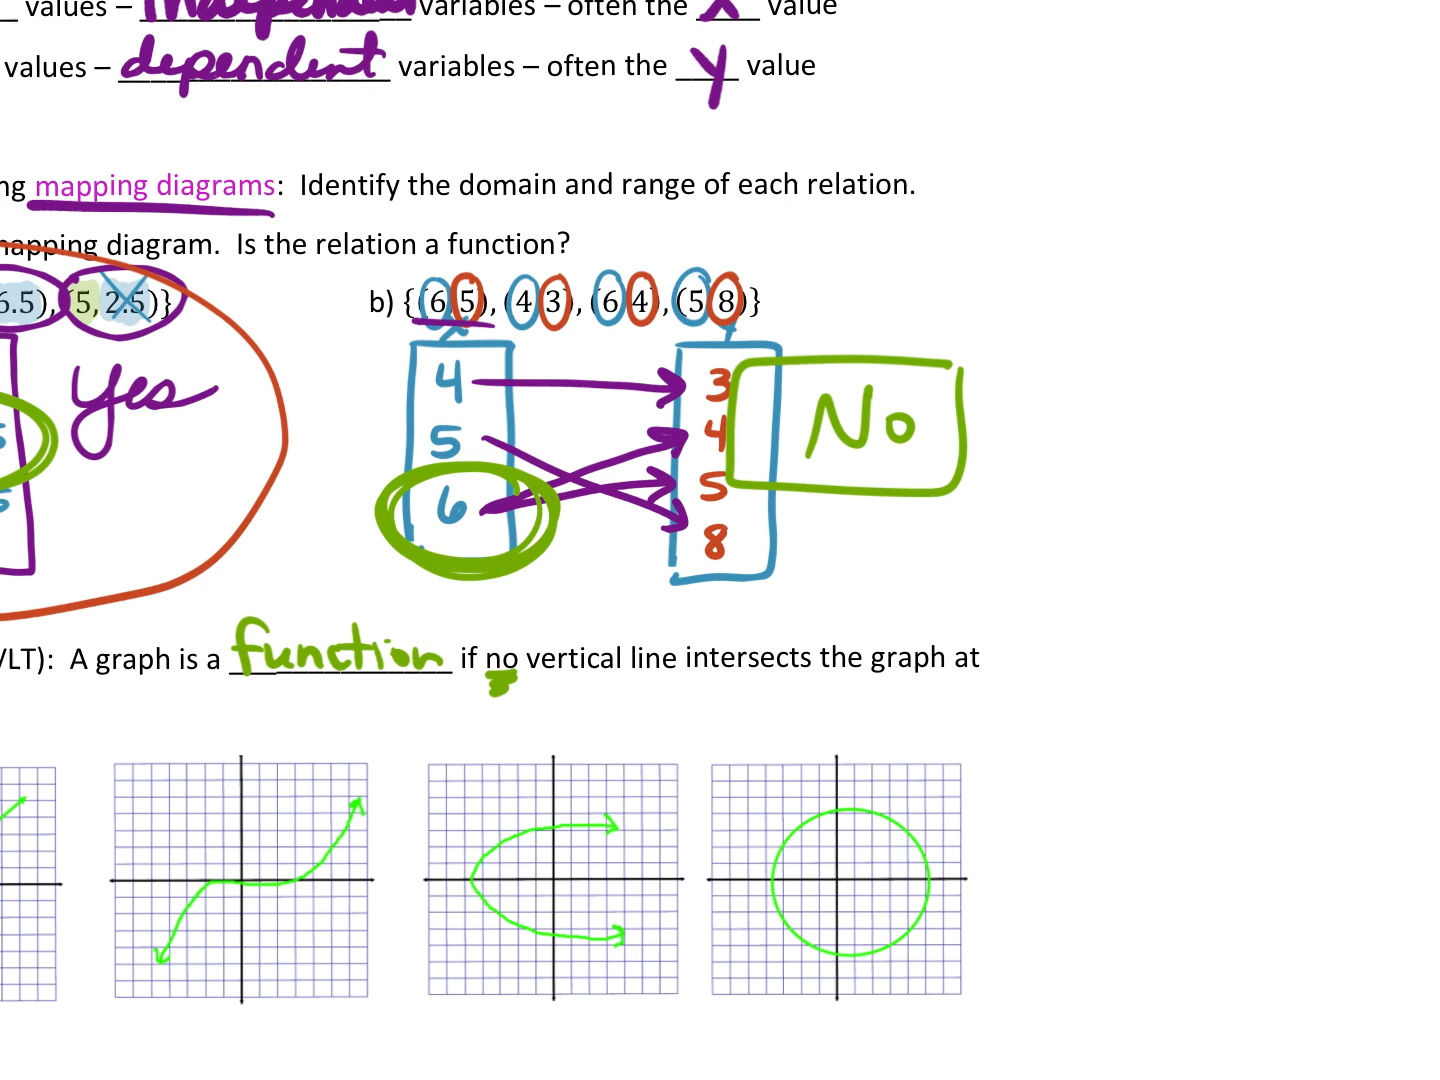 values – Independent variables – often the x value
values – dependent variables – often the y value
ng mapping diagrams: Identify the domain and range of each relation.
mapping diagram. Is the relation a function?
6.5), (5, 2.5)} b) {(6,5), (4,3), (6,4), (5,8)}
x y
yes
4 3
5 4
6 5
8
No
VLT): A graph is a function if no vertical line intersects the graph at